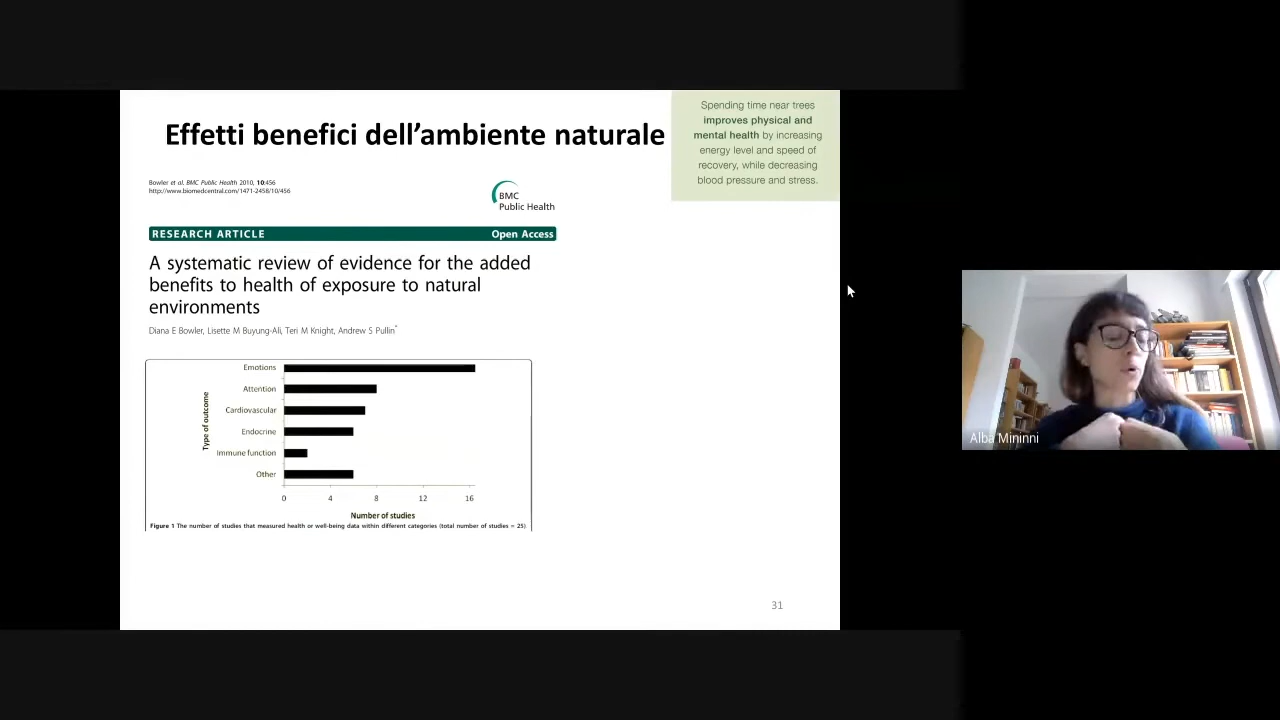 Effetti benefici dell’ambiente naturale
Spending time near trees
improves physical and
mental health by increasing
energy level and speed of
recovery, while decreasing
blood pressure and stress.
Bowler et al. BMC Public Health 2010, 10:456
http://www.biomedcentral.com/1471-2458/10/456
BMC
Public Health
RESEARCH ARTICLE
Open Access
A systematic review of evidence for the added
benefits to health of exposure to natural
environments
Diana E Bowler, Lisette M Buyung-Ali, Teri M Knight, Andrew S Pullin*
Type of outcome
Emotions
Attention
Cardiovascular
Endocrine
Immune function
Other
0 4 8 12 16
Number of studies
Figure 1 The number of studies that measured health or well-being data within different categories (total number of studies = 25)
31
Alba Mininni